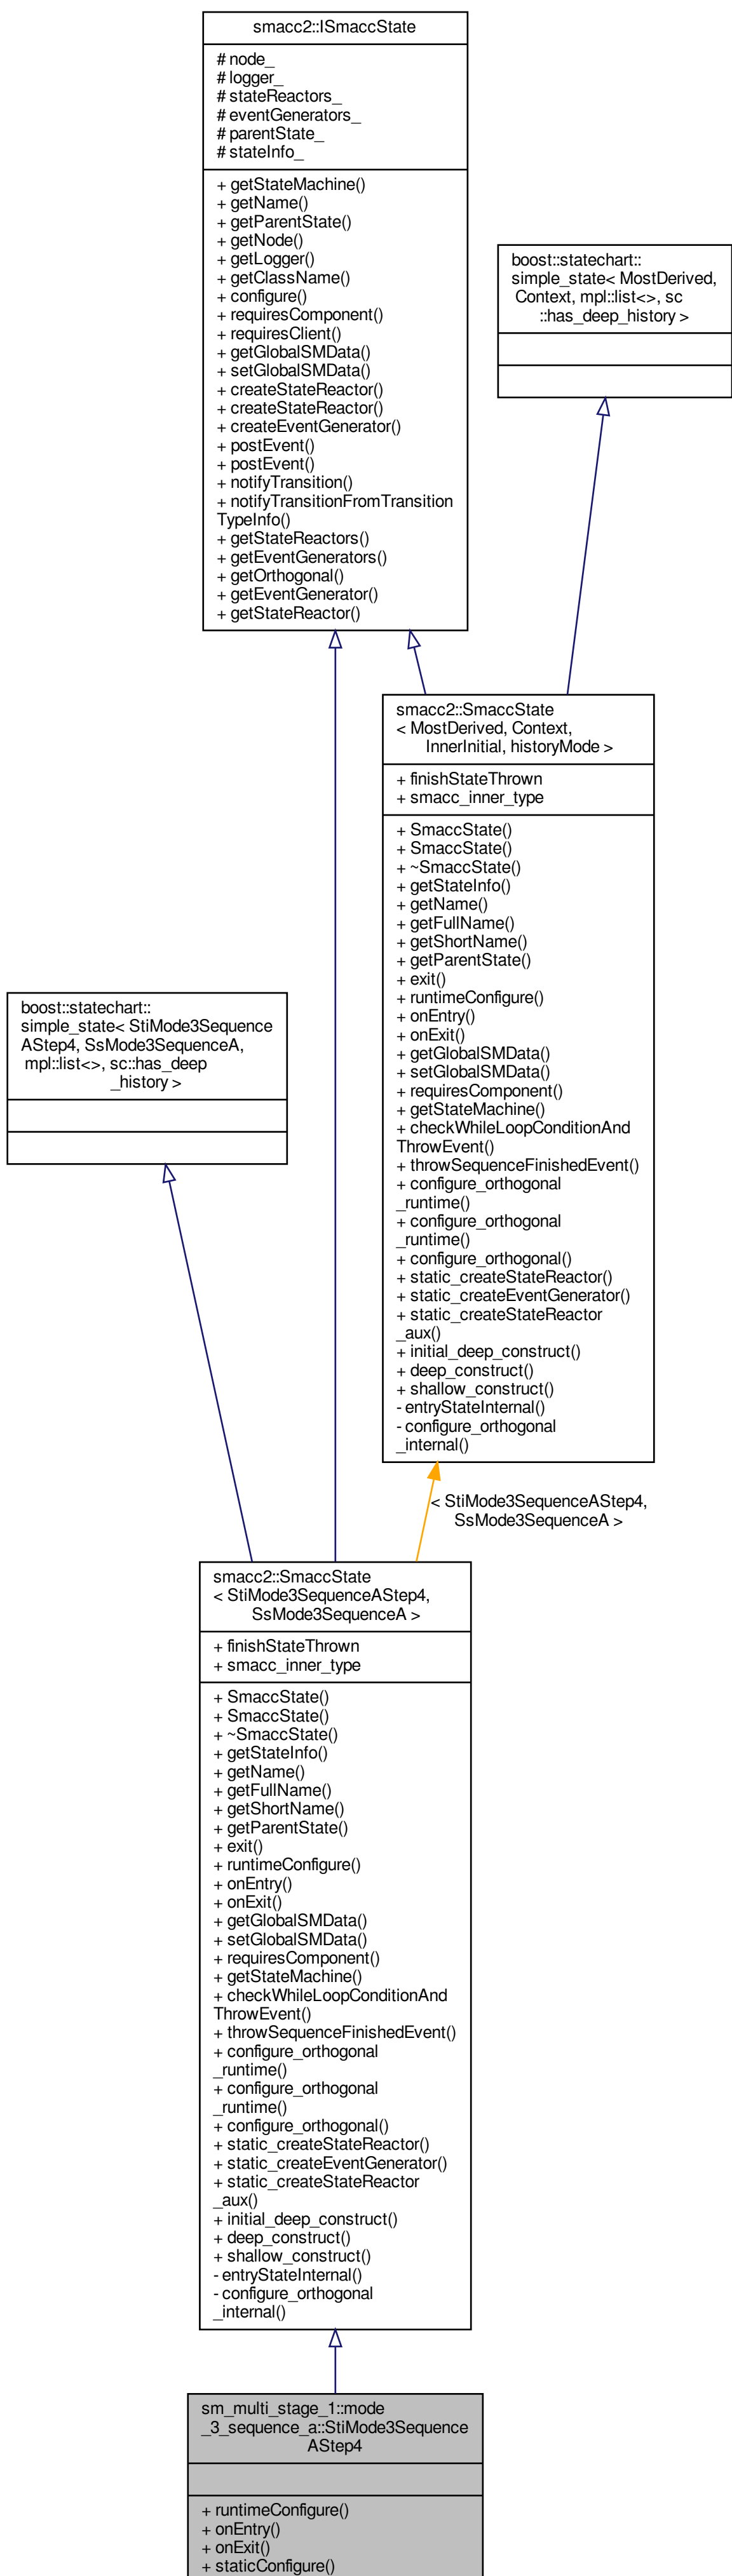 smacc2::ISmaccState
# node_
# logger_
# stateReactors_
# eventGenerators_
# parentState_
# stateInfo_
+ getStateMachine()
+ getName()
+ getParentState()
+ getNode()
+ getLogger()
+ getClassName()
+ configure()
+ requiresComponent()
+ requiresClient()
+ getGlobalSMData()
+ setGlobalSMData()
+ createStateReactor()
+ createStateReactor()
+ createEventGenerator()
+ postEvent()
+ postEvent()
+ notifyTransition()
+ notifyTransitionFromTransition
TypeInfo()
+ getStateReactors()
+ getEventGenerators()
+ getOrthogonal()
+ getEventGenerator()
+ getStateReactor()
boost::statechart::
simple_state< MostDerived,
Context, mpl::list<>, sc
::has_deep_history >
smacc2::SmaccState
< MostDerived, Context,
InnerInitial, historyMode >
+ finishStateThrown
+ smacc_inner_type
+ SmaccState()
+ SmaccState()
+ ~SmaccState()
+ getStateInfo()
+ getName()
+ getFullName()
+ getShortName()
+ getParentState()
+ exit()
+ runtimeConfigure()
+ onEntry()
+ onExit()
+ getGlobalSMData()
+ setGlobalSMData()
+ requiresComponent()
+ getStateMachine()
+ checkWhileLoopConditionAnd
ThrowEvent()
+ throwSequenceFinishedEvent()
+ configure_orthogonal
_runtime()
+ configure_orthogonal
_runtime()
+ configure_orthogonal()
+ static_createStateReactor()
+ static_createEventGenerator()
+ static_createStateReactor
_aux()
+ initial_deep_construct()
+ deep_construct()
+ shallow_construct()
- entryStateInternal()
- configure_orthogonal
_internal()
boost::statechart::
simple_state< StiMode3Sequence
AStep4, SsMode3SequenceA,
mpl::list<>, sc::has_deep
_history >
< StiMode3SequenceAStep4,
SsMode3SequenceA >
smacc2::SmaccState
< StiMode3SequenceAStep4,
SsMode3SequenceA >
+ finishStateThrown
+ smacc_inner_type
+ SmaccState()
+ SmaccState()
+ ~SmaccState()
+ getStateInfo()
+ getName()
+ getFullName()
+ getShortName()
+ getParentState()
+ exit()
+ runtimeConfigure()
+ onEntry()
+ onExit()
+ getGlobalSMData()
+ setGlobalSMData()
+ requiresComponent()
+ getStateMachine()
+ checkWhileLoopConditionAnd
ThrowEvent()
+ throwSequenceFinishedEvent()
+ configure_orthogonal
_runtime()
+ configure_orthogonal
_runtime()
+ configure_orthogonal()
+ static_createStateReactor()
+ static_createEventGenerator()
+ static_createStateReactor
_aux()
+ initial_deep_construct()
+ deep_construct()
+ shallow_construct()
- entryStateInternal()
- configure_orthogonal
_internal()
sm_multi_stage_1::mode
_3_sequence_a::StiMode3Sequence
AStep4
+ runtimeConfigure()
+ onEntry()
+ onExit()
+ staticConfigure()